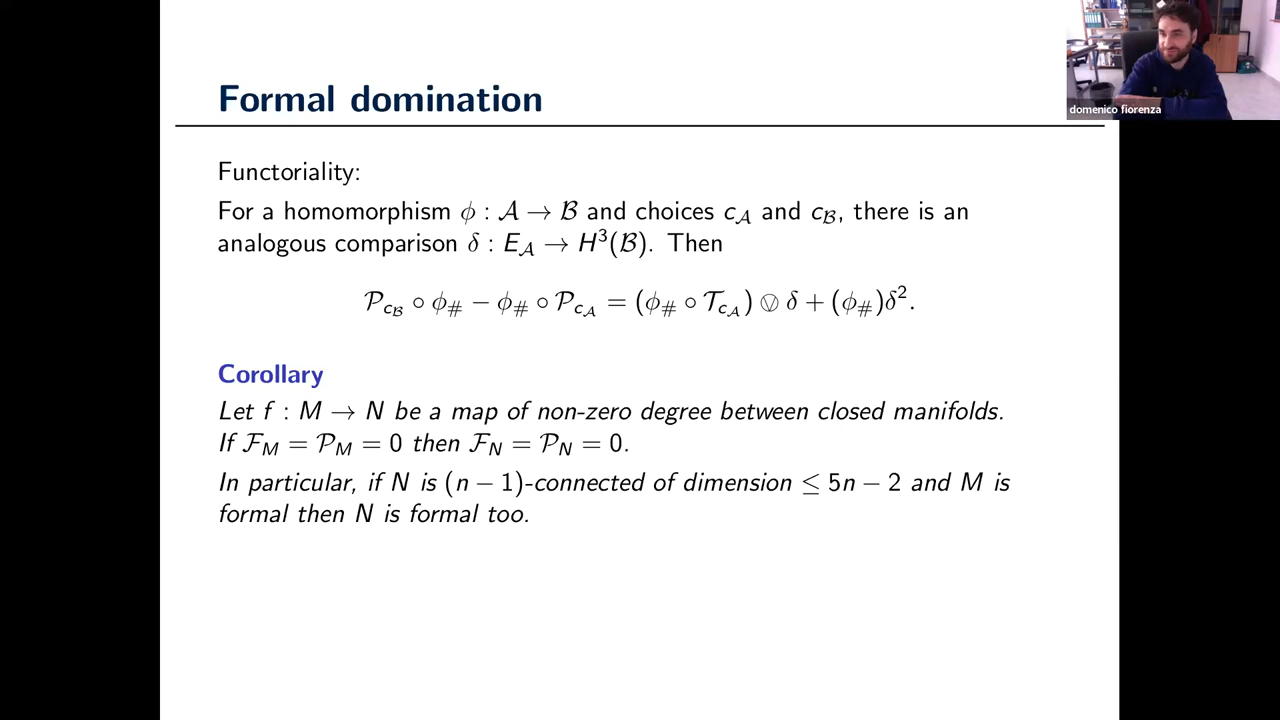 Formal domination
domenico fiorenza
Functoriality:
For a homomorphism ϕ : 𝒜 → ℬ and choices c_𝒜 and c_ℬ, there is an
analogous comparison δ : E_𝒜 → H³(ℬ). Then
𝒫_{c_ℬ} ∘ ϕ_# − ϕ_# ∘ 𝒫_{c_𝒜} = (ϕ_# ∘ 𝒯_{c_𝒜}) ⦸ δ + (ϕ_#)δ².
Corollary
Let f : M → N be a map of non-zero degree between closed manifolds.
If ℱ_M = 𝒫_M = 0 then ℱ_N = 𝒫_N = 0.
In particular, if N is (n − 1)-connected of dimension ≤ 5n − 2 and M is
formal then N is formal too.